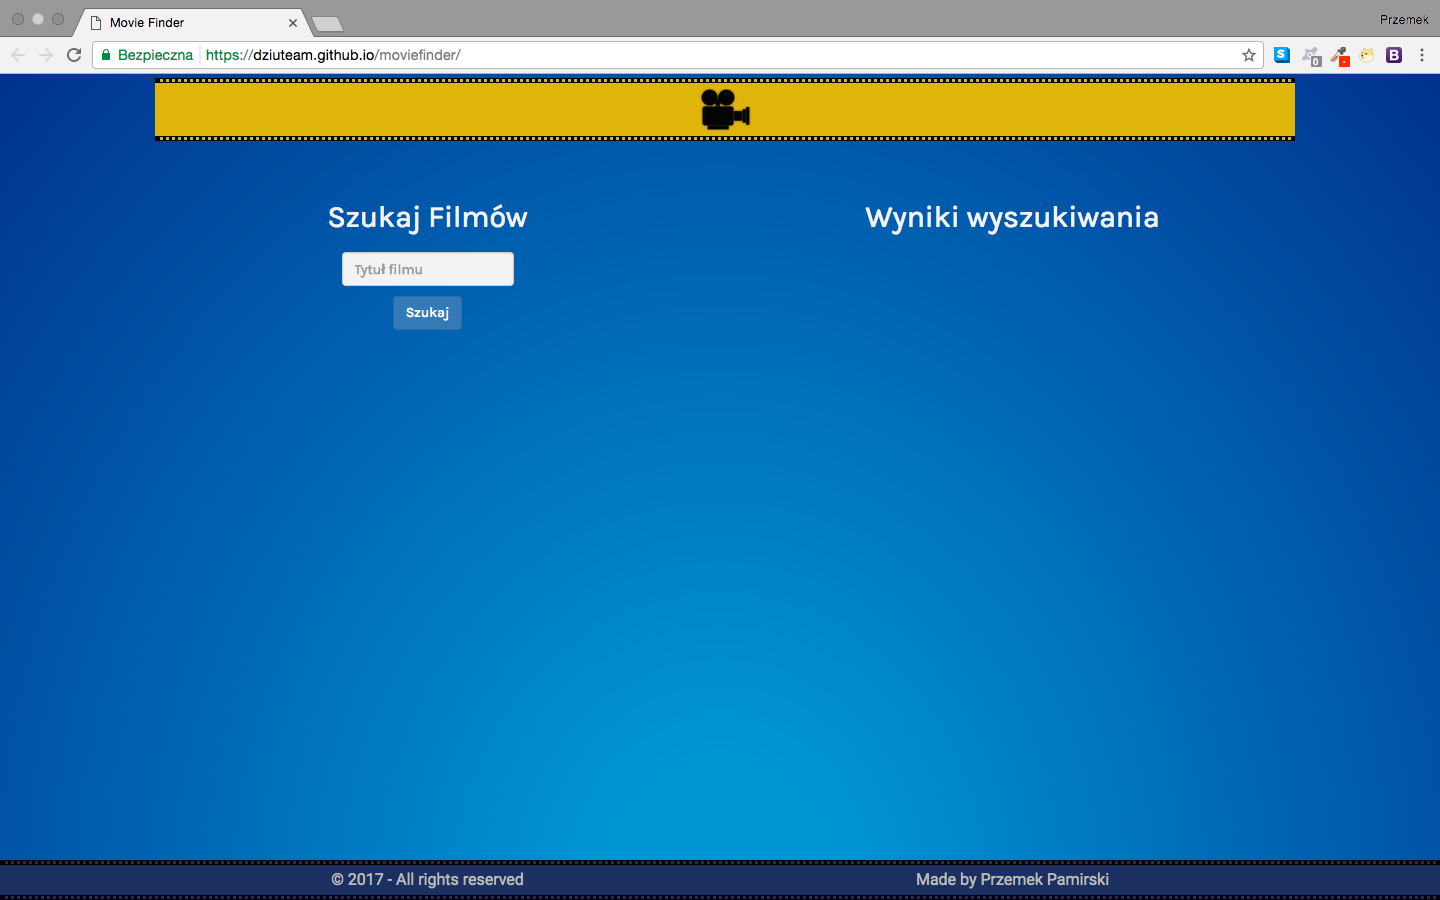 Movie Finder
Przemek
Bezpieczna
https://dziuteam.github.io/moviefinder/
S
0
B
Szukaj Filmów
Wyniki wyszukiwania
Tytuł filmu
Szukaj
© 2017 - All rights reserved
Made by Przemek Pamirski